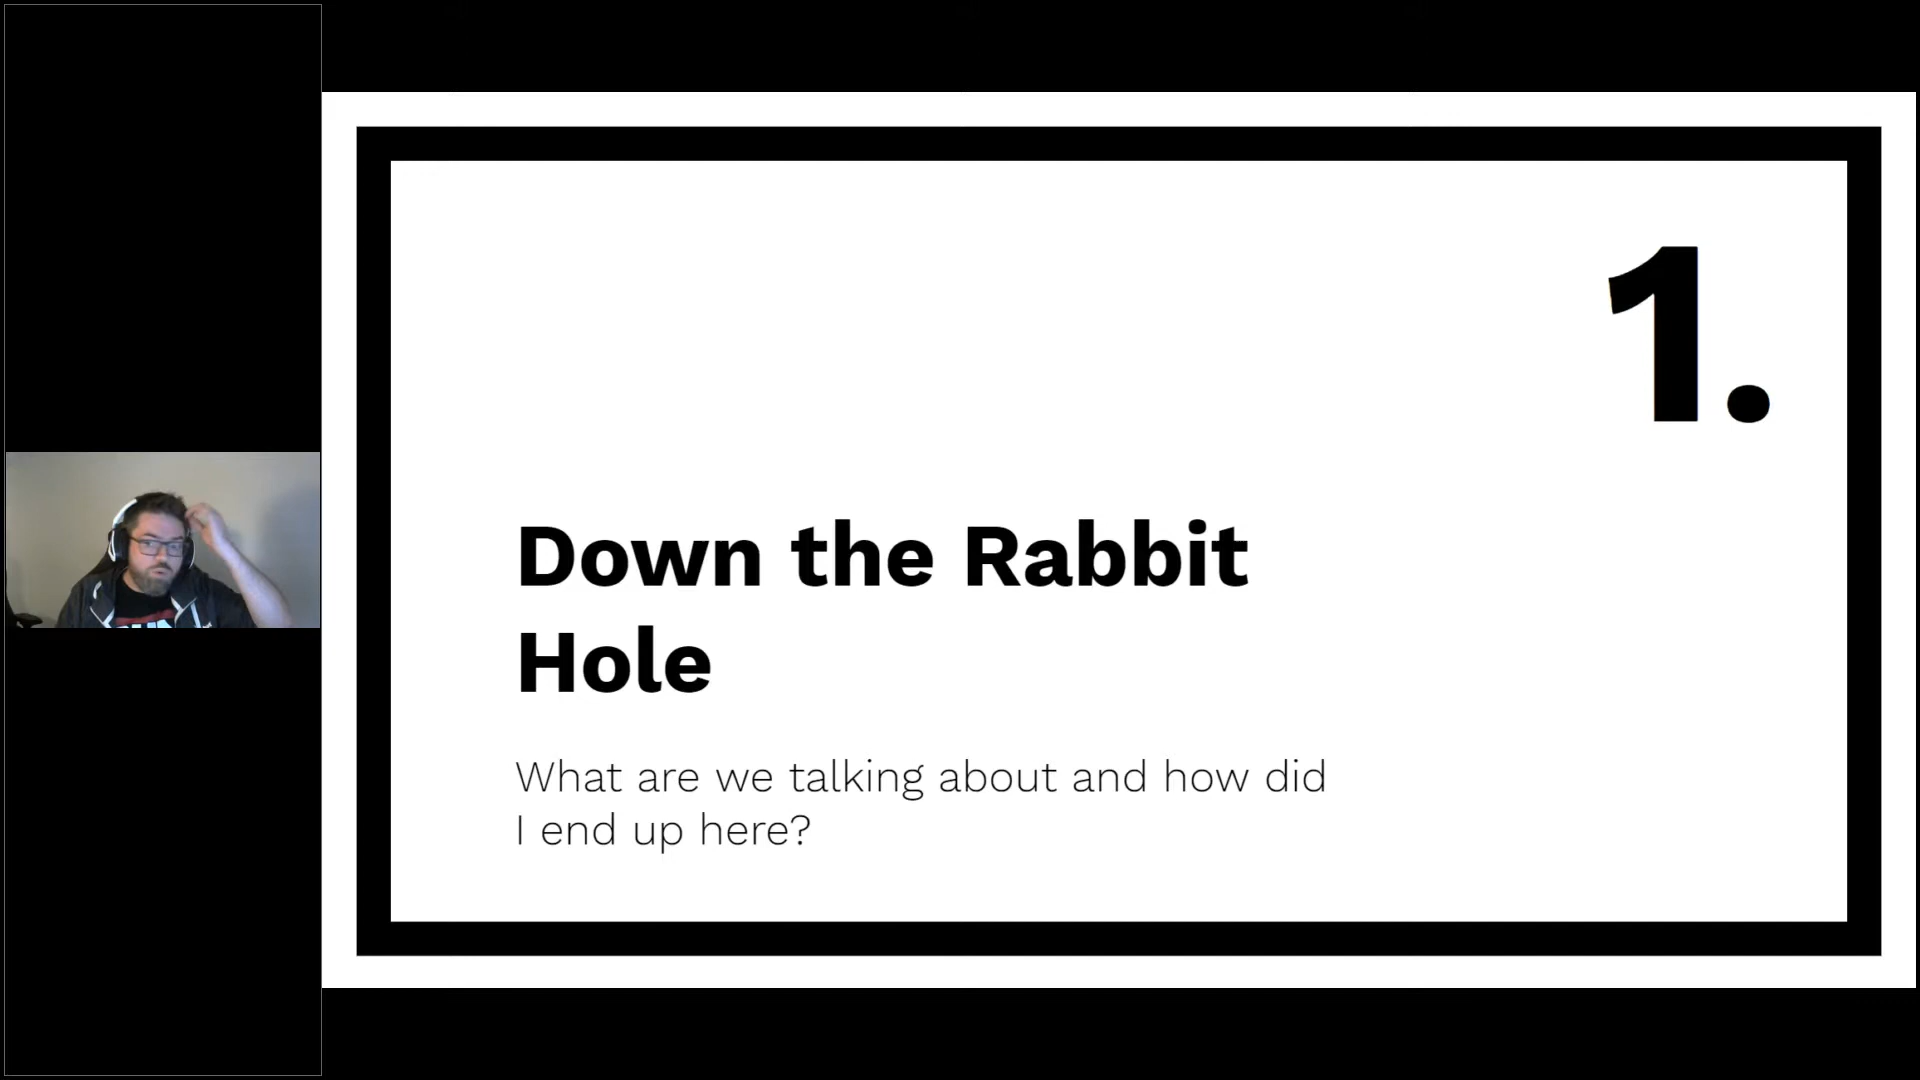 1.
Down the Rabbit
Hole
What are we talking about and how did
I end up here?